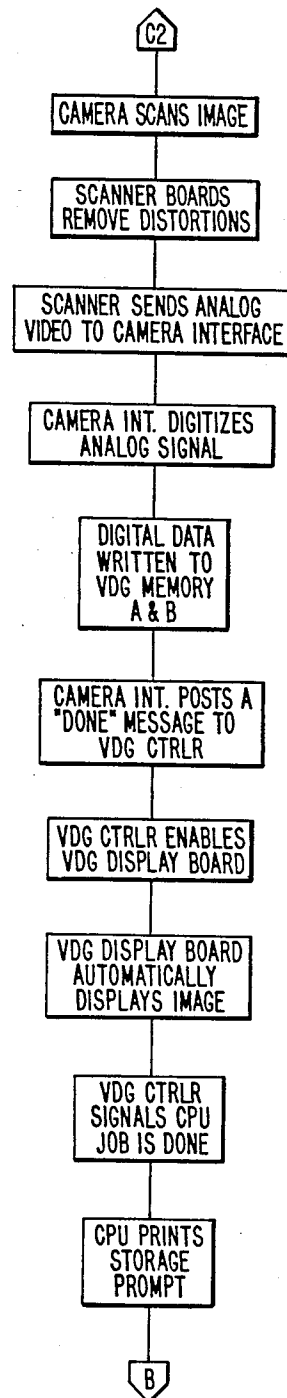 C2
CAMERA SCANS IMAGE
SCANNER BOARDS
REMOVE DISTORTIONS
SCANNER SENDS ANALOG
VIDEO TO CAMERA INTERFACE
CAMERA INT. DIGITIZES
ANALOG SIGNAL
DIGITAL DATA
WRITTEN TO
VDG MEMORY
A & B
CAMERA INT. POSTS A
"DONE" MESSAGE TO
VDG CTRLR
VDG CTRLR ENABLES
VDG DISPLAY BOARD
VDG DISPLAY BOARD
AUTOMATICALLY
DISPLAYS IMAGE
VDG CTRLR
SIGNALS CPU
JOB IS DONE
CPU PRINTS
STORAGE
PROMPT
B